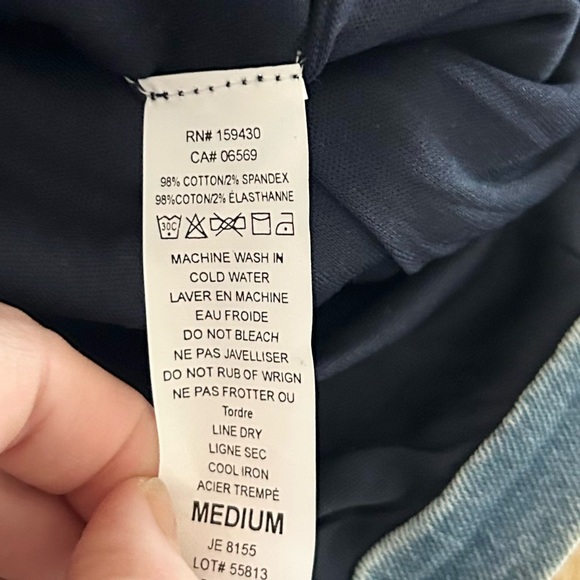 RN# 159430
CA# 06569
98% COTTON/2% SPANDEX
98%COTON/2% ÉLASTHANNE
30C
MACHINE WASH IN
COLD WATER
LAVER EN MACHINE
EAU FROIDE
DO NOT BLEACH
NE PAS JAVELLISER
DO NOT RUB OF WRIGN
NE PAS FROTTER OU
Tordre
LINE DRY
LIGNE SEC
COOL IRON
ACIER TREMPÉ
MEDIUM
JE 8155
LOT# 55813